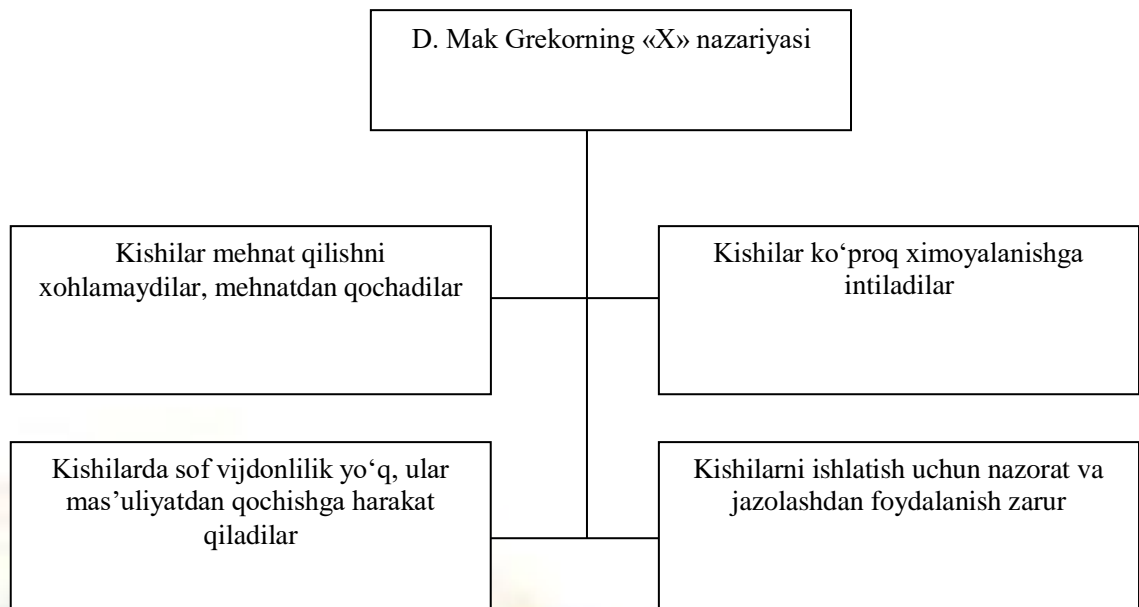 D. Mak Grekorning «X» nazariyasi
Kishilar mehnat qilishni
xohlamaydilar, mehnatdan qochadilar
Kishilar ko‘proq ximoyalanishga
intiladilar
Kishilarda sof vijdonlilik yo‘q, ular
mas’uliyatdan qochishga harakat
qiladilar
Kishilarni ishlatish uchun nazorat va
jazolashdan foydalanish zarur